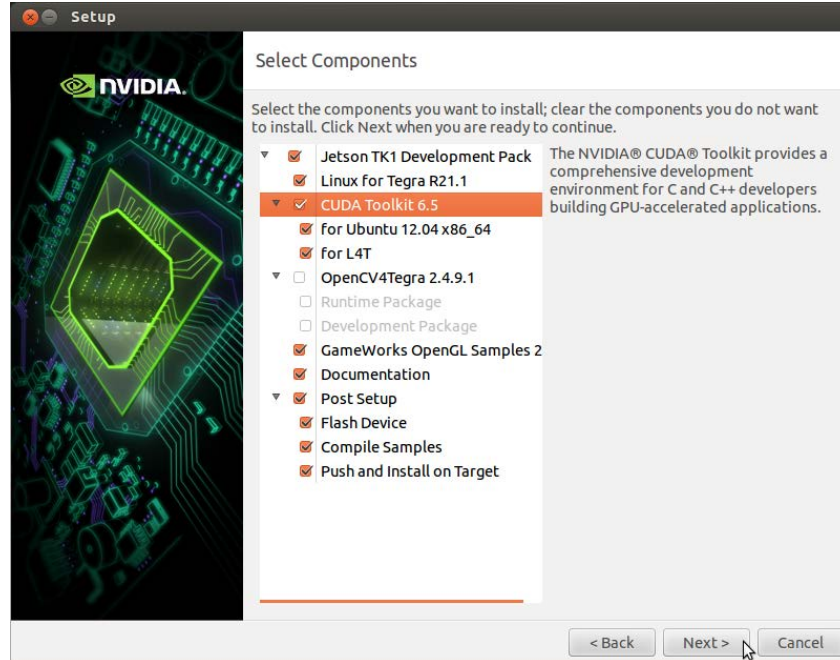 Setup
NVIDIA.
Select Components
Select the components you want to install; clear the components you do not want
to install. Click Next when you are ready to continue.
Jetson TK1 Development Pack
Linux for Tegra R21.1
CUDA Toolkit 6.5
for Ubuntu 12.04 x86_64
for L4T
OpenCV4Tegra 2.4.9.1
Runtime Package
Development Package
GameWorks OpenGL Samples 2
Documentation
Post Setup
Flash Device
Compile Samples
Push and Install on Target
The NVIDIA® CUDA® Toolkit provides a
comprehensive development
environment for C and C++ developers
building GPU-accelerated applications.
< Back
Next >
Cancel